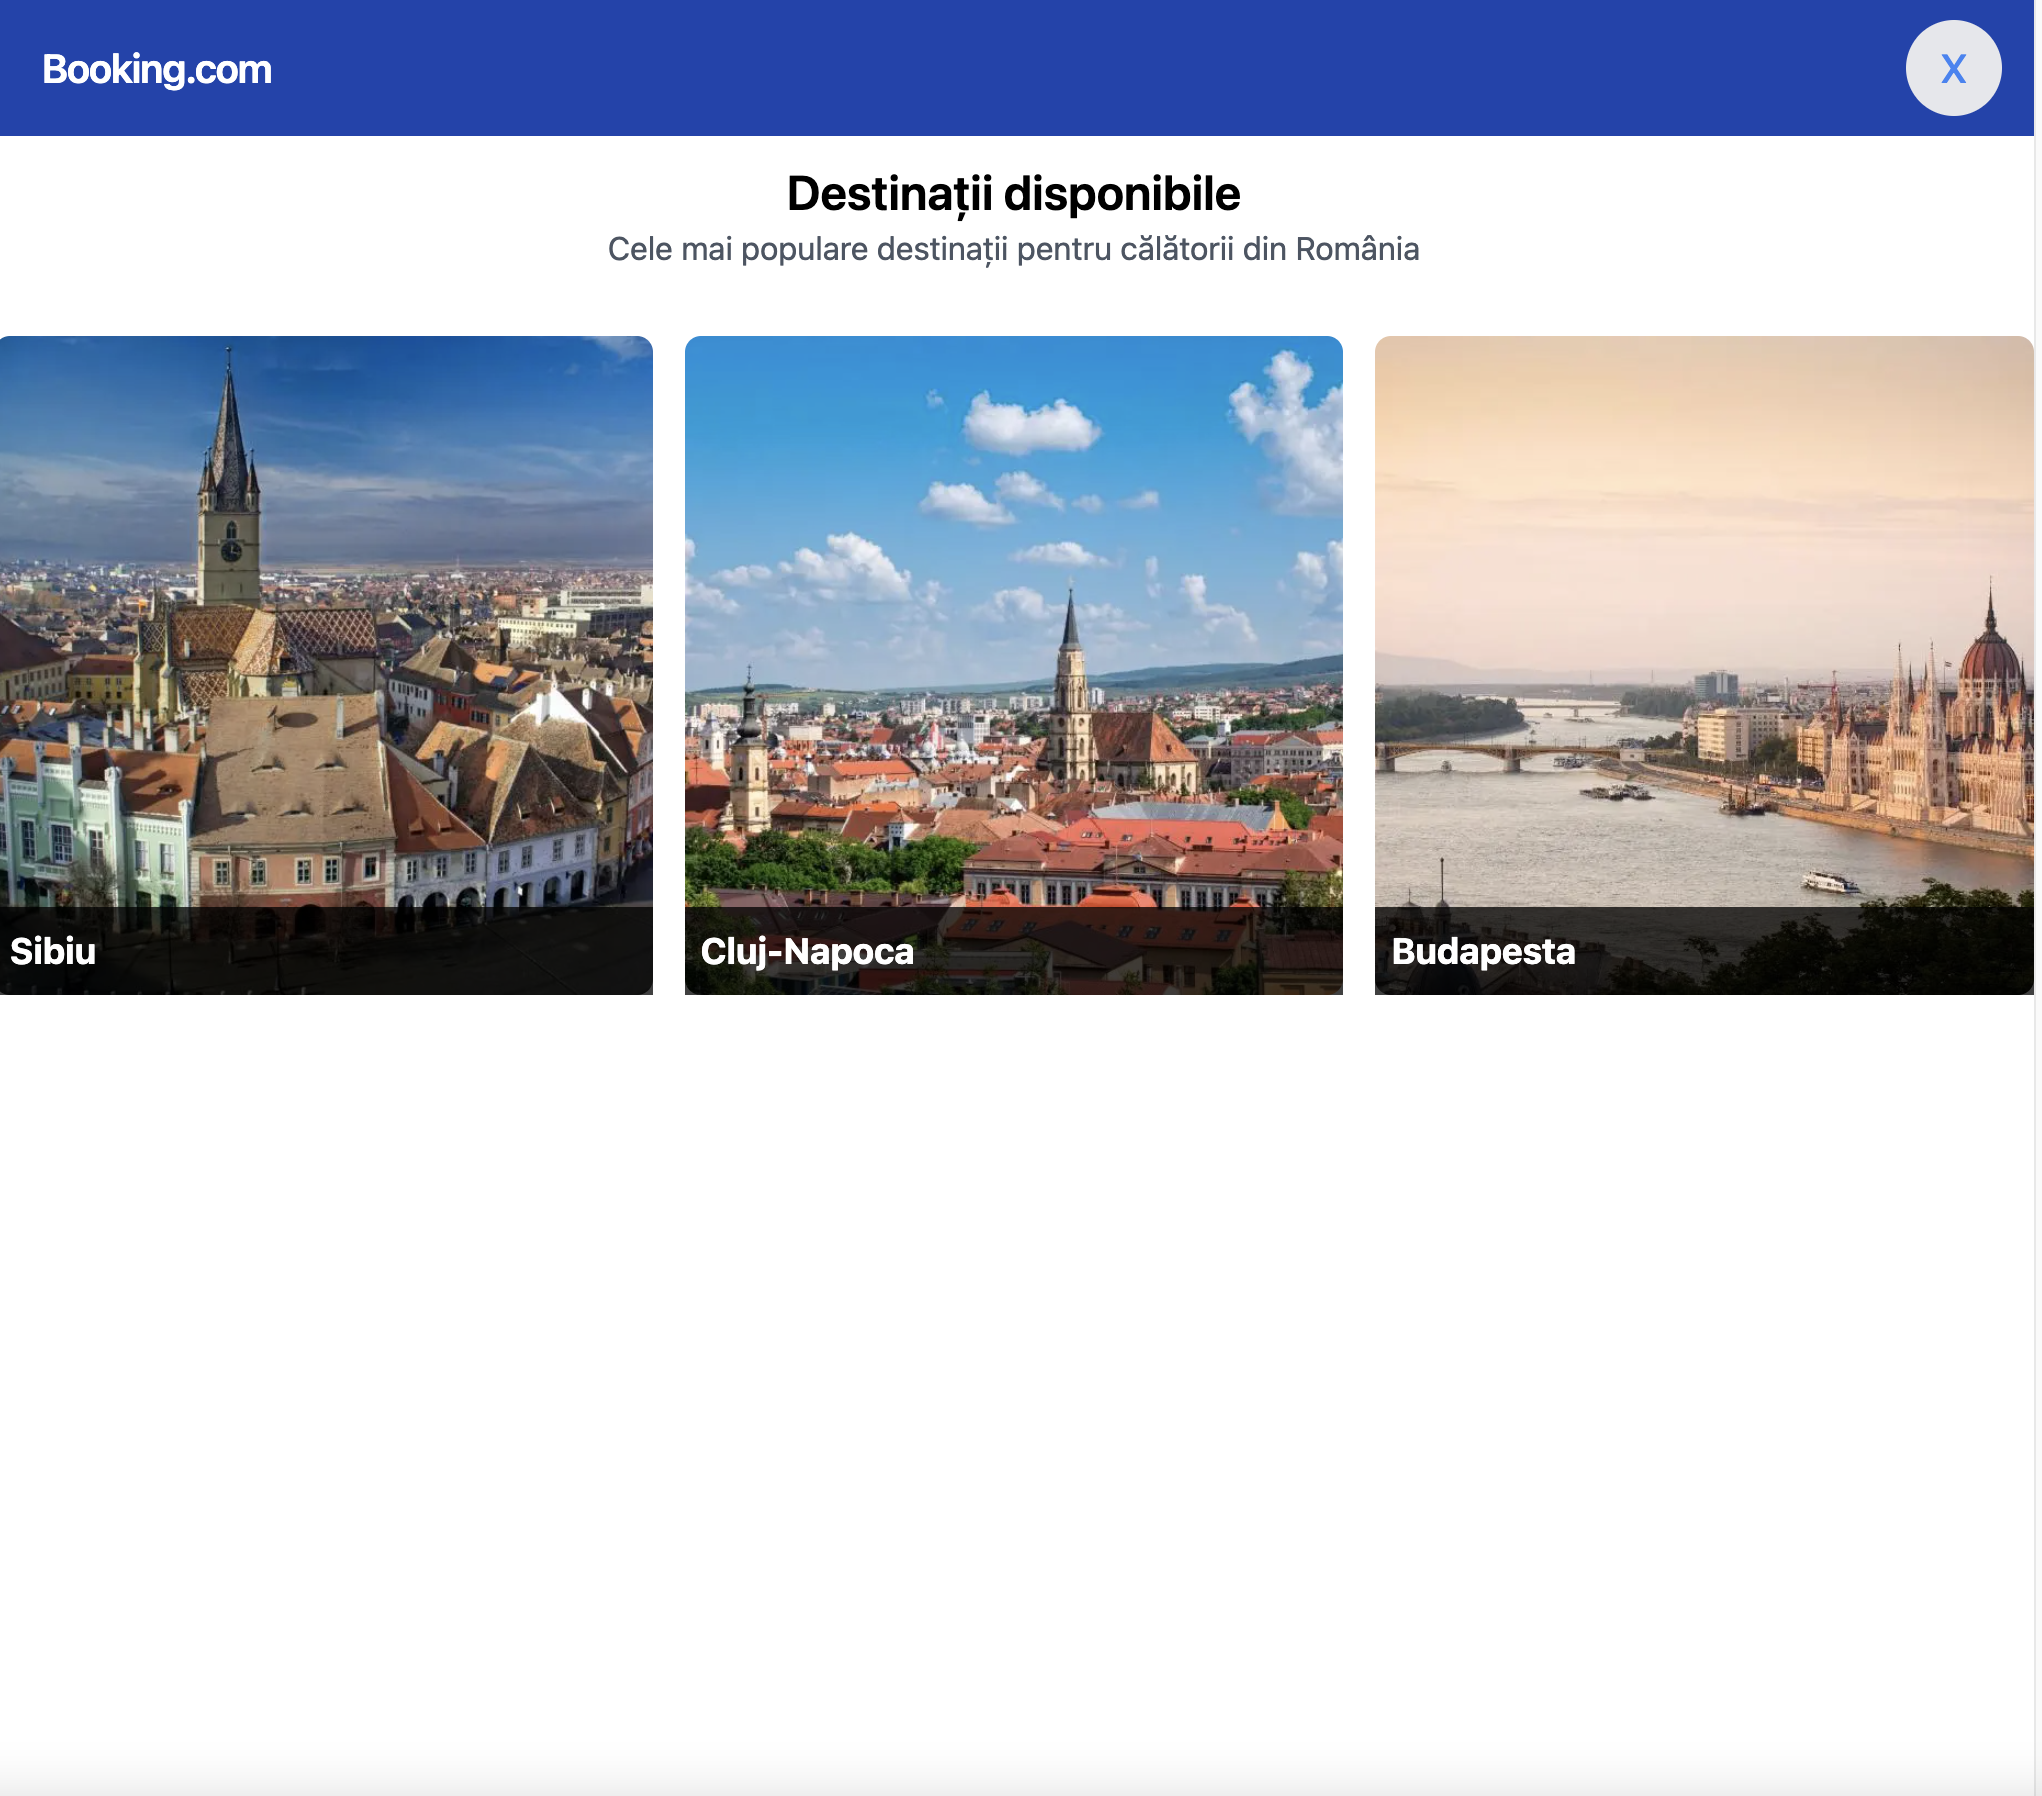 Booking.com
X
Destinații disponibile
Cele mai populare destinații pentru călătorii din România
Sibiu
Cluj-Napoca
Budapesta